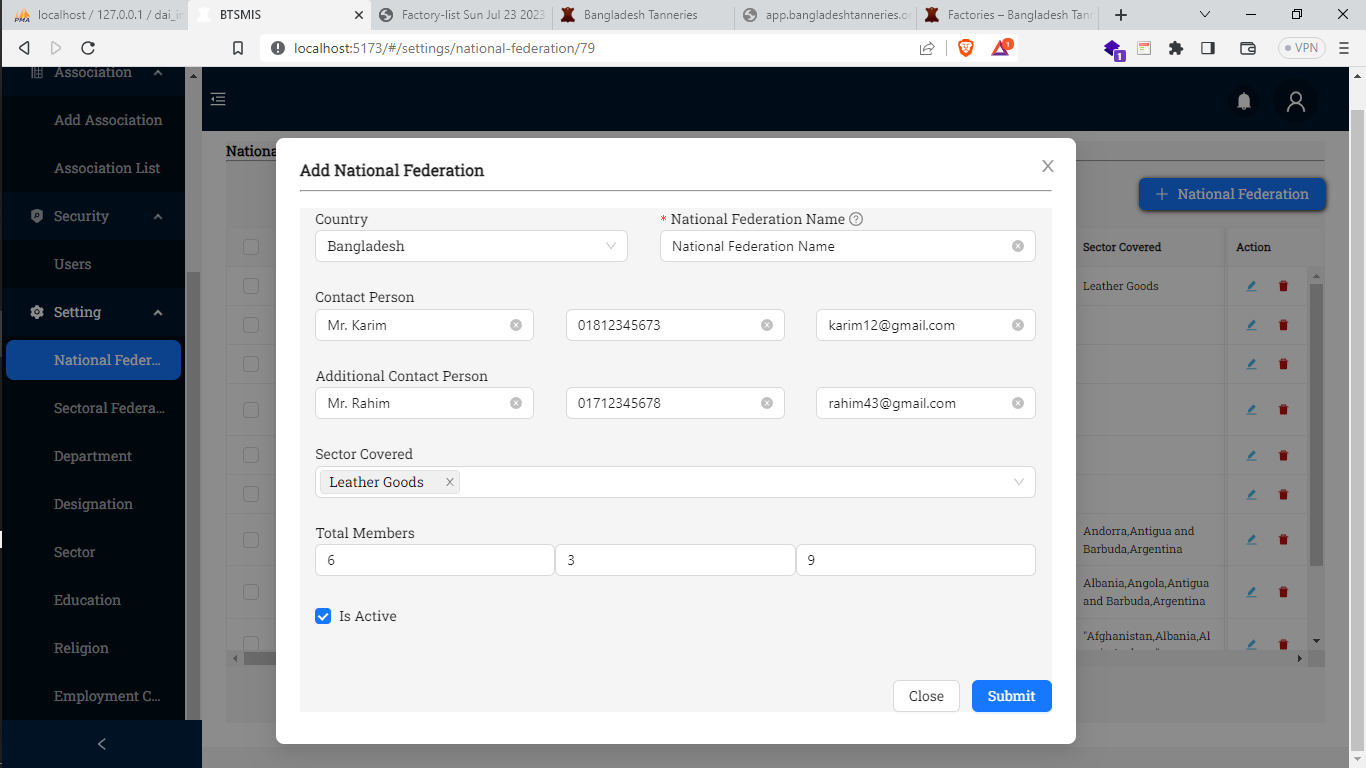 localhost / 127.0.0.1 / dai_in
BTSMIS
Factory-list Sun Jul 23 2023
Bangladesh Tanneries
app.bangladeshtanneries.o
Factories – Bangladesh Tann
localhost:5173/#/settings/national-federation/79
1
1
VPN
Association
Add Association
Association List
Security
Users
Setting
National Feder...
Sectoral Federa...
Department
Designation
Sector
Education
Religion
Employment C...
Nationa
+ National Federation
Sector Covered
Action
Leather Goods
Andorra,Antigua and
Barbuda,Argentina
Albania,Angola,Antigua
and Barbuda,Argentina
"Afghanistan,Albania,Al
Add National Federation
Country
* National Federation Name
Bangladesh
National Federation Name
Contact Person
Mr. Karim
01812345673
karim12@gmail.com
Additional Contact Person
Mr. Rahim
01712345678
rahim43@gmail.com
Sector Covered
Leather Goods
Total Members
6
3
9
Is Active
Close
Submit